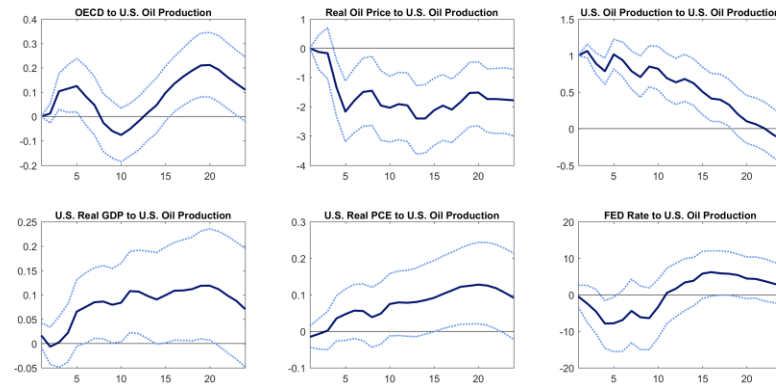 OECD to U.S. Oil Production
0.4
0.3
0.2
0.1
0
-0.1
-0.2
5 10 15 20
Real Oil Price to U.S. Oil Production
1
0
-1
-2
-3
-4
5 10 15 20
U.S. Oil Production to U.S. Oil Production
1.5
1
0.5
0
-0.5
5 10 15 20
U.S. Real GDP to U.S. Oil Production
0.25
0.2
0.15
0.1
0.05
0
-0.05
5 10 15 20
U.S. Real PCE to U.S. Oil Production
0.3
0.2
0.1
0
-0.1
5 10 15 20
FED Rate to U.S. Oil Production
20
10
0
-10
-20
5 10 15 20